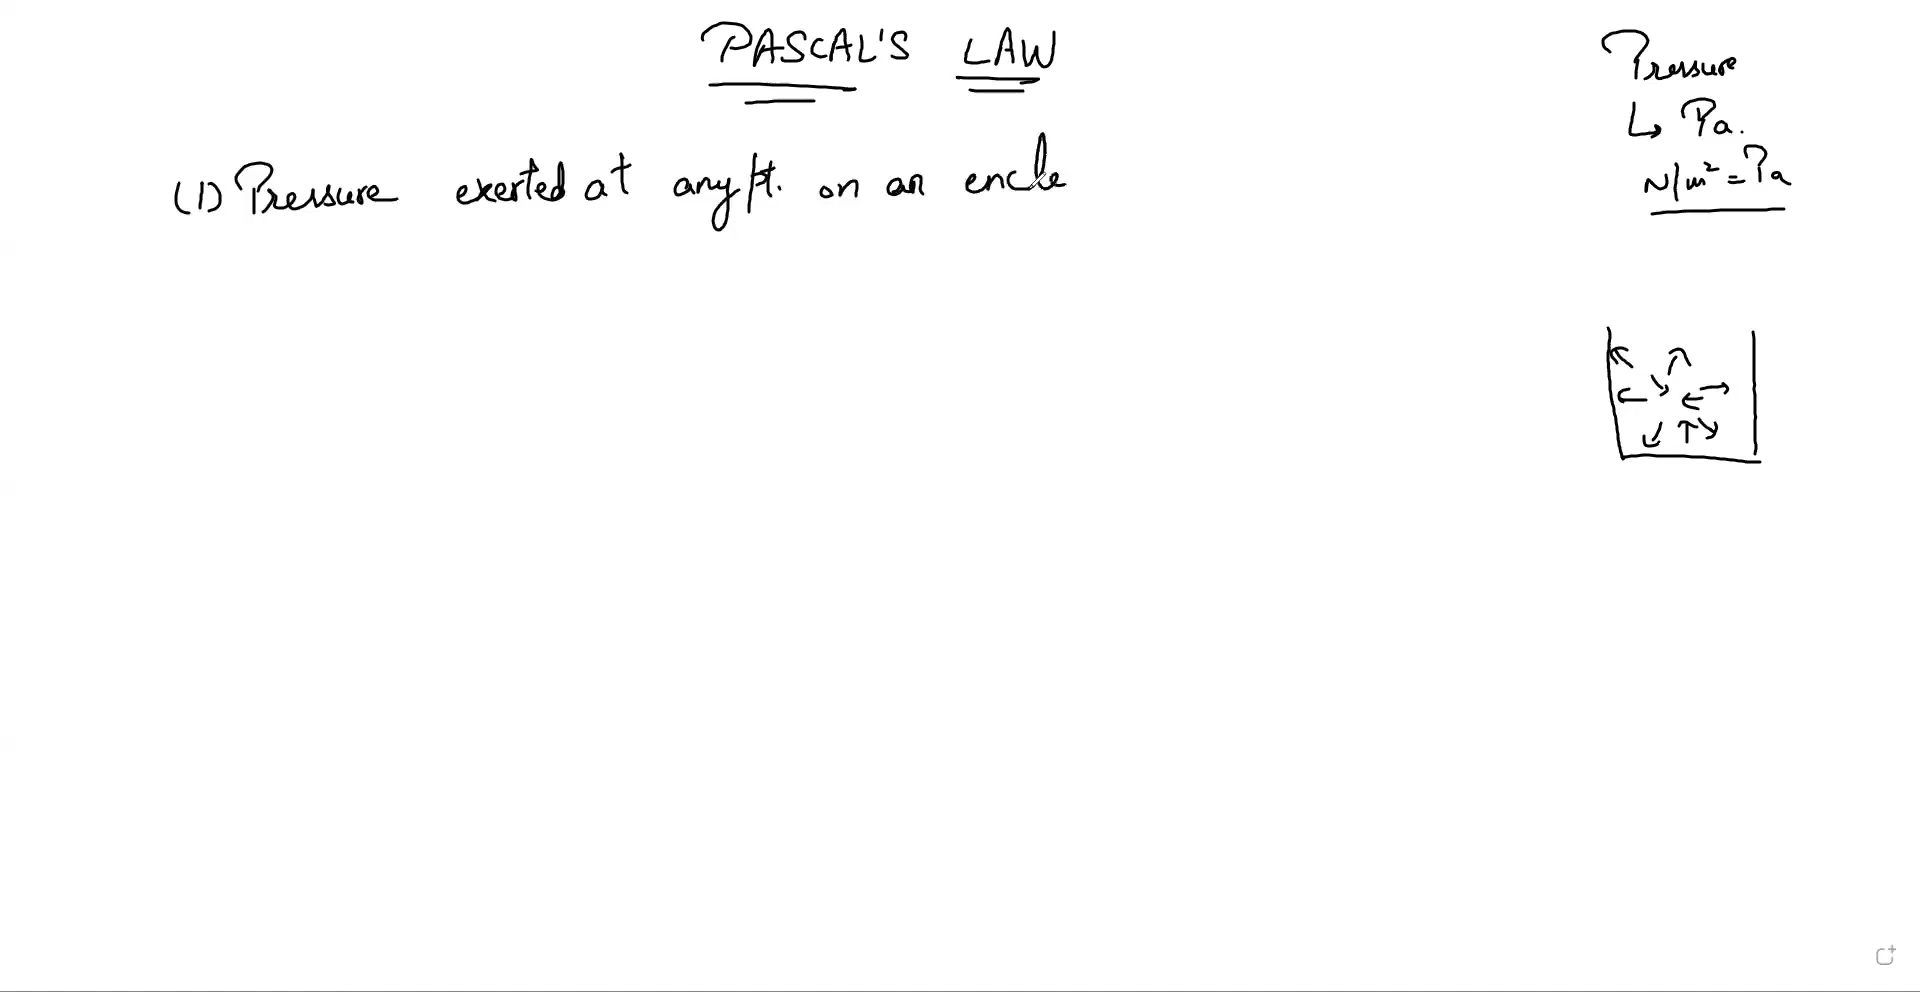 PASCAL'S LAW
(1) Pressure exerted at any pt. on an encle
Pressure
↳ Pa.
N/m² = Pa